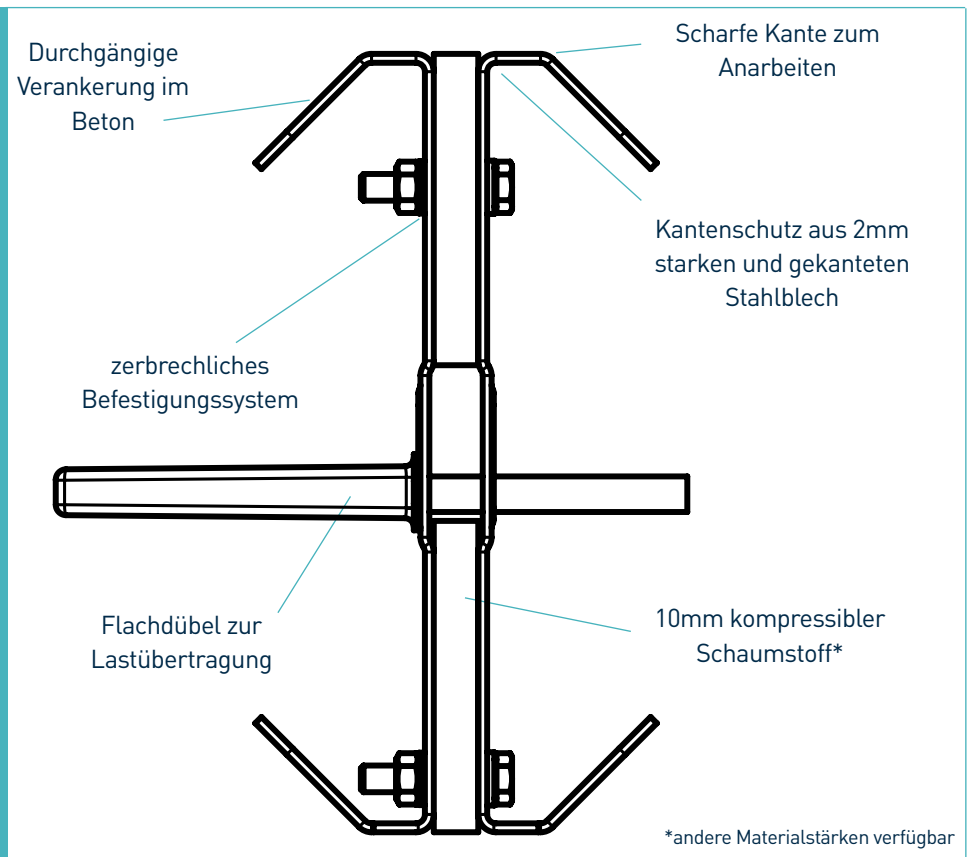 Durchgängige
Verankerung im
Beton
Scharfe Kante zum
Anarbeiten
Kantenschutz aus 2mm
starken und gekanteten
Stahlblech
zerbrechliches
Befestigungssystem
Flachdübel zur
Lastübertragung
10mm kompressibler
Schaumstoff*
*andere Materialstärken verfügbar